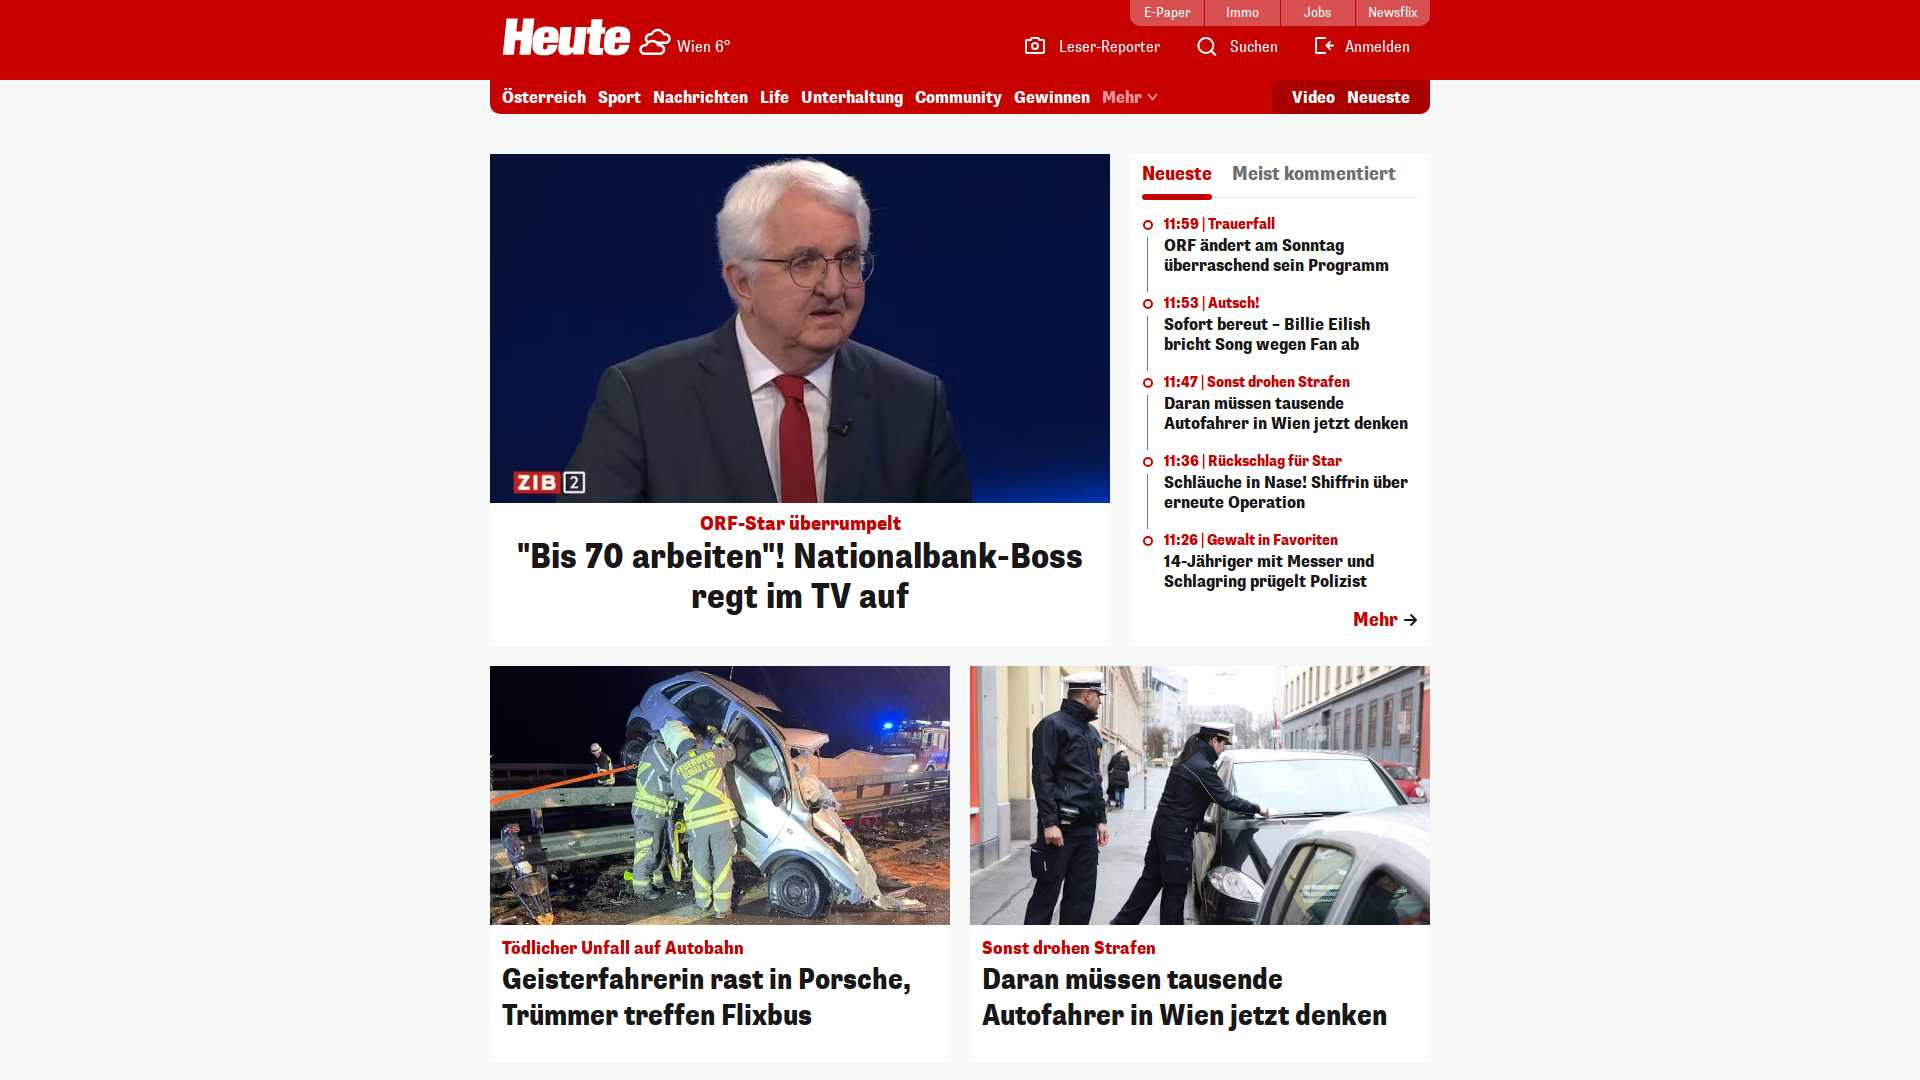 E-Paper
Immo
Jobs
Newsflix
Heute
Wien 6°
Leser-Reporter
Suchen
Anmelden
Österreich
Sport
Nachrichten
Life
Unterhaltung
Community
Gewinnen
Mehr
Video
Neueste
ZIB 2
ORF-Star überrumpelt
"Bis 70 arbeiten"! Nationalbank-Boss
regt im TV auf
Neueste
Meist kommentiert
11:59 | Trauerfall
ORF ändert am Sonntag
überraschend sein Programm
11:53 | Autsch!
Sofort bereut – Billie Eilish
bricht Song wegen Fan ab
11:47 | Sonst drohen Strafen
Daran müssen tausende
Autofahrer in Wien jetzt denken
11:36 | Rückschlag für Star
Schläuche in Nase! Shiffrin über
erneute Operation
11:26 | Gewalt in Favoriten
14-Jähriger mit Messer und
Schlagring prügelt Polizist
Mehr
FEUERWEHR
Tödlicher Unfall auf Autobahn
Geisterfahrerin rast in Porsche,
Trümmer treffen Flixbus
Sonst drohen Strafen
Daran müssen tausende
Autofahrer in Wien jetzt denken